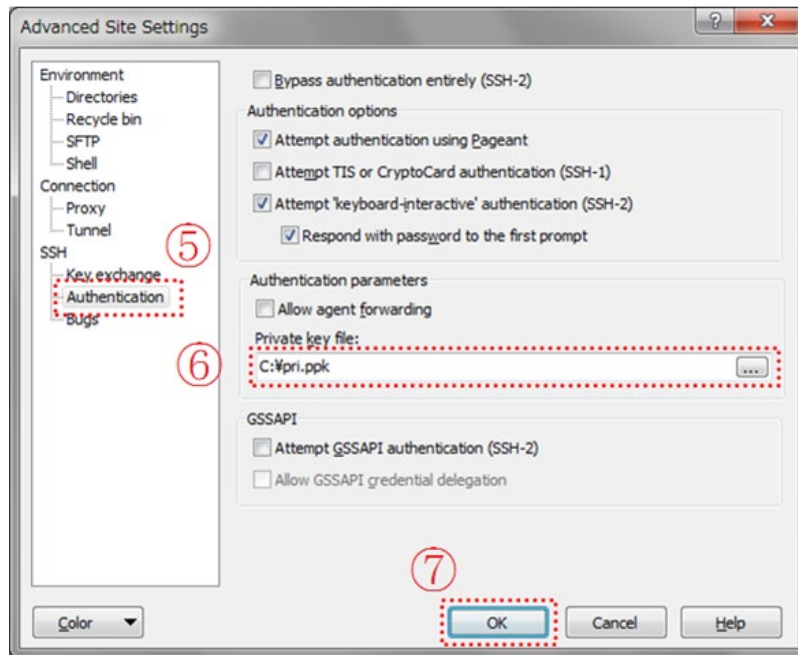 Advanced Site Settings
?
Environment
Directories
Recycle bin
SFTP
Shell
Connection
Proxy
Tunnel
SSH
Key exchange
Authentication
Bugs
⑤
Bypass authentication entirely (SSH-2)
Authentication options
Attempt authentication using Pageant
Attempt TIS or CryptoCard authentication (SSH-1)
Attempt 'keyboard-interactive' authentication (SSH-2)
Respond with password to the first prompt
Authentication parameters
Allow agent forwarding
Private key file:
⑥
C:¥pri.ppk
...
GSSAPI
Attempt GSSAPI authentication (SSH-2)
Allow GSSAPI credential delegation
⑦
Color
OK
Cancel
Help